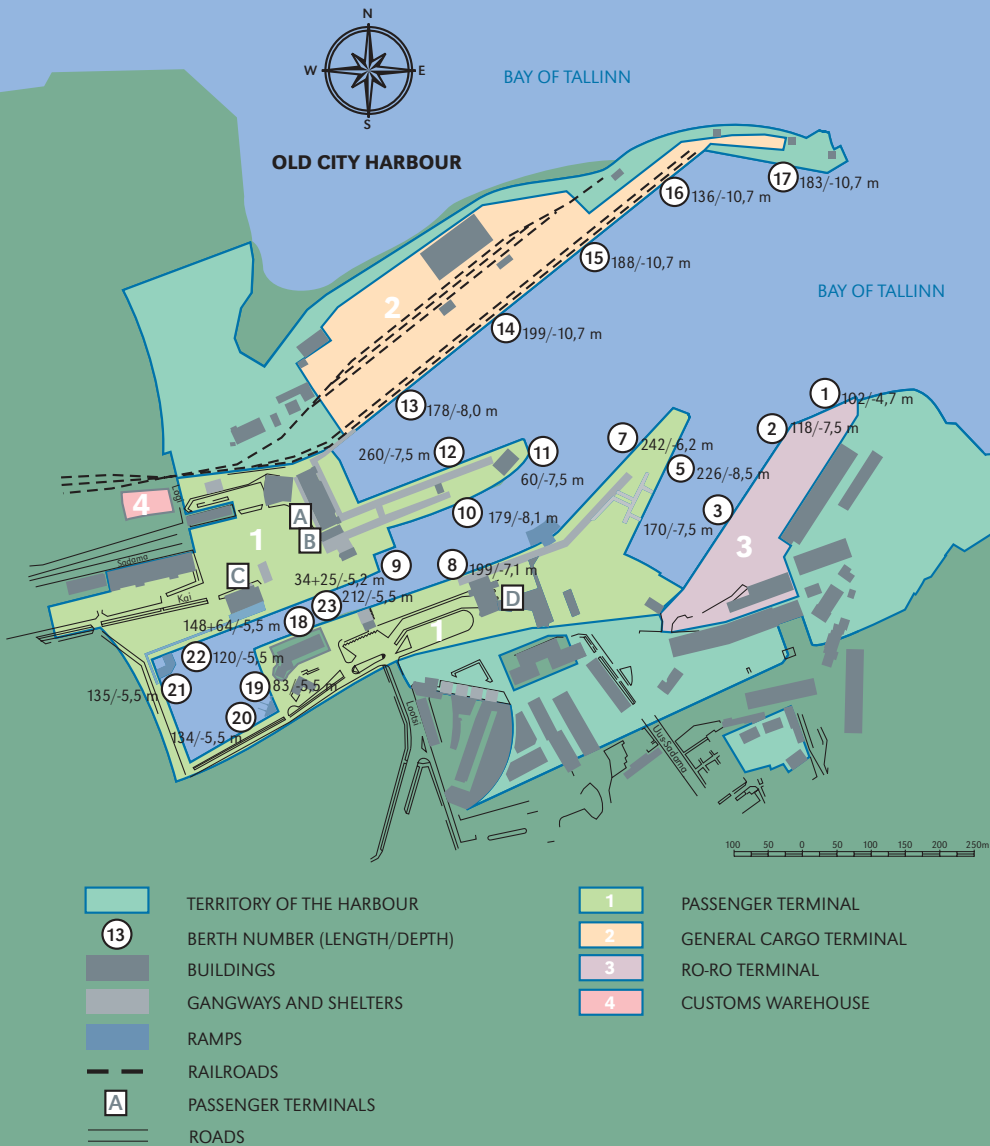 N
W
E
S
BAY OF TALLINN
OLD CITY HARBOUR
17
183/-10,7 m
16
136/-10,7 m
15
188/-10,7 m
BAY OF TALLINN
2
14
199/-10,7 m
1
102/-4,7 m
13
178/-8,0 m
2
118/-7,5 m
7
242/-6,2 m
12
260/-7,5 m
11
60/-7,5 m
5
226/-8,5 m
4
Logi
A
10
179/-8,1 m
3
170/-7,5 m
1
B
3
Sadama
9
34+25/-5,2 m
8
199/-7,1 m
C
Kai
D
23
212/-5,5 m
18
148+64/-5,5 m
1
22
120/-5,5 m
21
135/-5,5 m
19
83/-5,5 m
20
134/-5,5 m
Lootsi
Uus-Sadama
100 50 0 50 100 150 200 250m
TERRITORY OF THE HARBOUR
13
BERTH NUMBER (LENGTH/DEPTH)
BUILDINGS
GANGWAYS AND SHELTERS
RAMPS
RAILROADS
A
PASSENGER TERMINALS
ROADS
1
PASSENGER TERMINAL
2
GENERAL CARGO TERMINAL
3
RO-RO TERMINAL
4
CUSTOMS WAREHOUSE